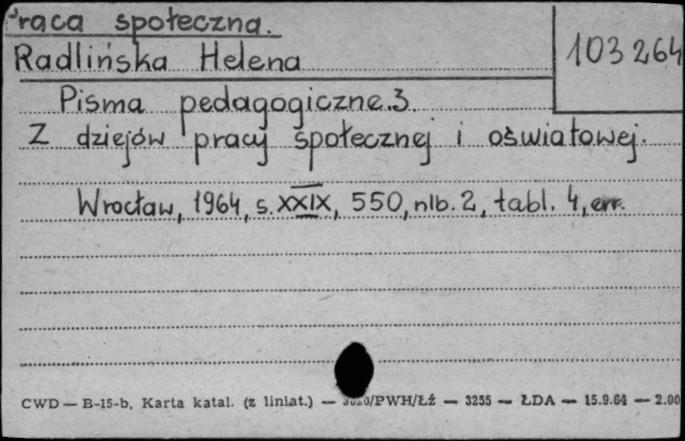 Praca społeczna.
103 264
Radlińska Helena
Pisma pedagogiczne.3.
Z dziejów pracy społecznej i oświatowej.
Wrocław, 1964, s. XXIX, 550, nlb. 2, tabl. 4, err.
CWD — B-15-b, Karta katal. (z liniat.) — /PWH/Łź — 3255 — ŁDA — 15.9.64 — 2.00